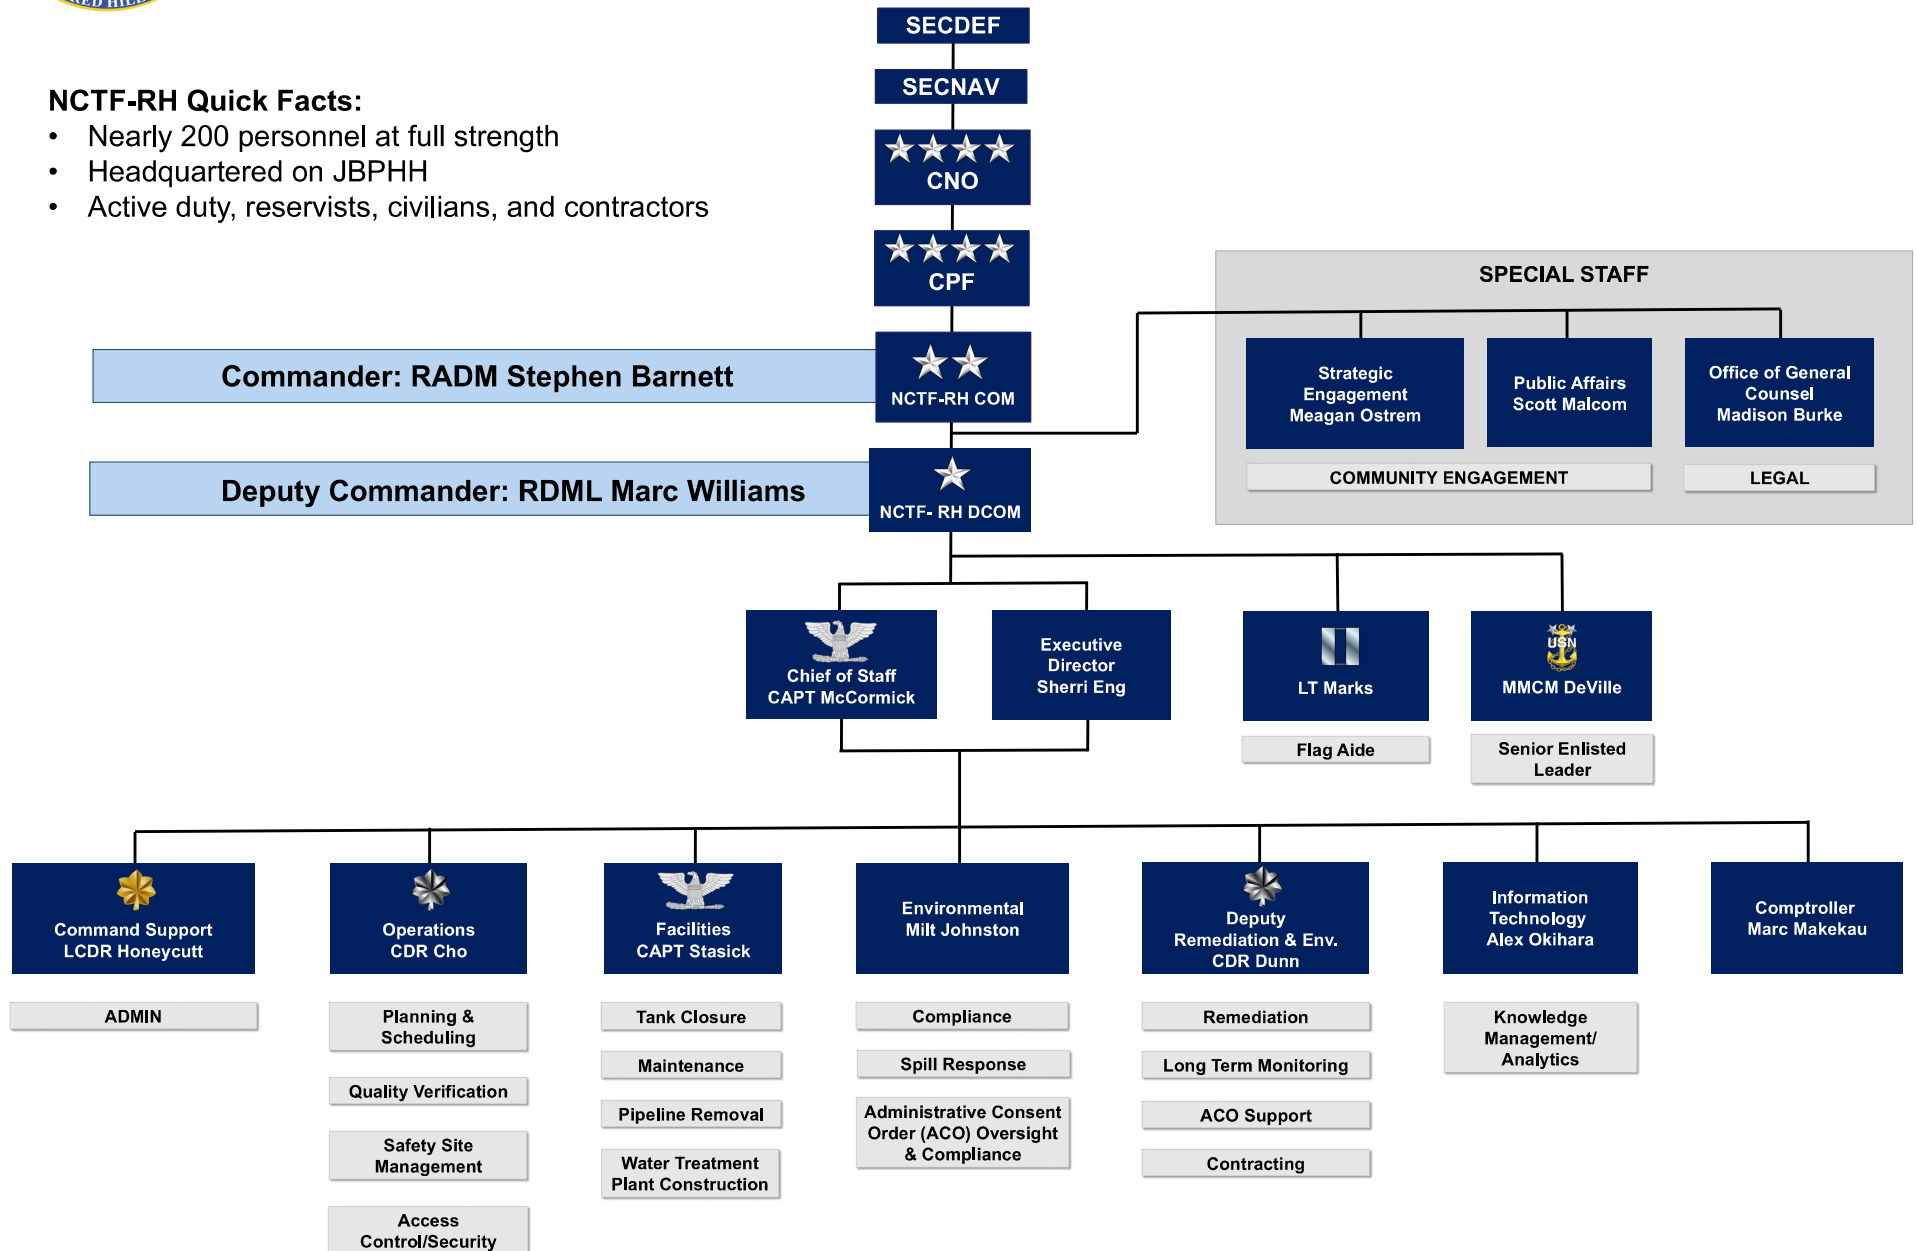 RED HILL
SECDEF
SECNAV
NCTF-RH Quick Facts:
• Nearly 200 personnel at full strength
• Headquartered on JBPHH
• Active duty, reservists, civilians, and contractors
CNO
CPF
Commander: RADM Stephen Barnett
NCTF-RH COM
Deputy Commander: RDML Marc Williams
NCTF- RH DCOM
SPECIAL STAFF
Strategic
Engagement
Meagan Ostrem
Public Affairs
Scott Malcom
Office of General
Counsel
Madison Burke
COMMUNITY ENGAGEMENT
LEGAL
Chief of Staff
CAPT McCormick
Executive
Director
Sherri Eng
LT Marks
USN
MMCM DeVille
Flag Aide
Senior Enlisted
Leader
Command Support
LCDR Honeycutt
ADMIN
Operations
CDR Cho
Planning &
Scheduling
Quality Verification
Safety Site
Management
Access
Control/Security
Facilities
CAPT Stasick
Tank Closure
Maintenance
Pipeline Removal
Water Treatment
Plant Construction
Environmental
Milt Johnston
Compliance
Spill Response
Administrative Consent
Order (ACO) Oversight
& Compliance
Deputy
Remediation & Env.
CDR Dunn
Remediation
Long Term Monitoring
ACO Support
Contracting
Information
Technology
Alex Okihara
Knowledge
Management/
Analytics
Comptroller
Marc Makekau